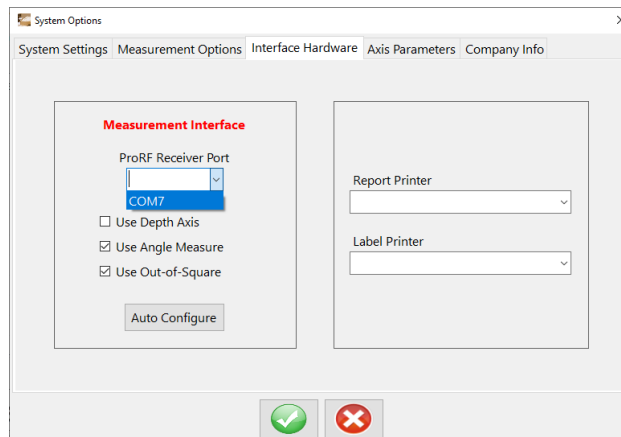 System Options
System Settings Measurement Options Interface Hardware Axis Parameters Company Info
Measurement Interface
ProRF Receiver Port
COM7
Use Depth Axis
Use Angle Measure
Use Out-of-Square
Auto Configure
Report Printer
Label Printer